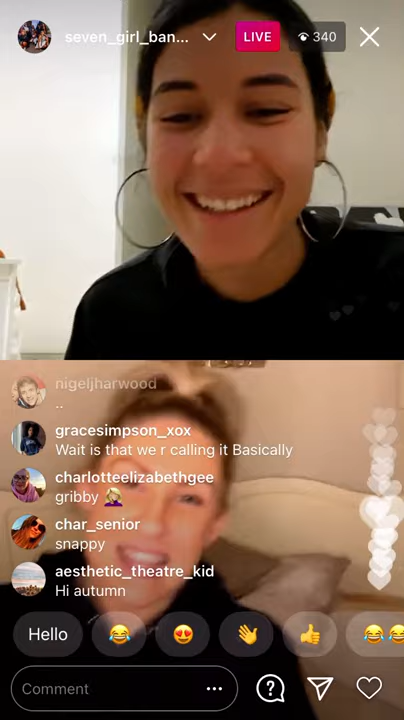 seven_girl_ban...
LIVE
340
nigeljharwood
..
gracesimpson_xox
Wait is that we r calling it Basically
charlotteelizabethgee
gribby 🤦🏼‍♀️
char_senior
snappy
aesthetic_theatre_kid
Hi autumn
Hello
Comment